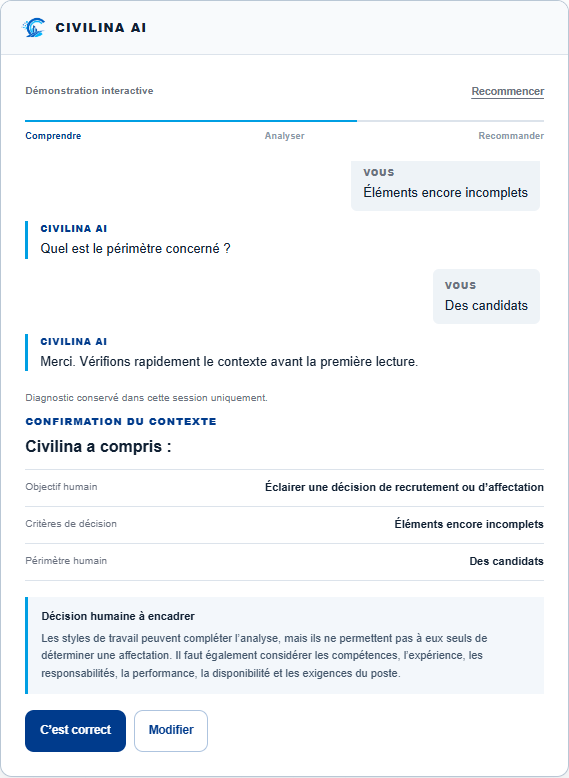 CIVILINA AI
Démonstration interactive
Recommencer
Comprendre
Analyser
Recommander
VOUS
Éléments encore incomplets
CIVILINA AI
Quel est le périmètre concerné ?
VOUS
Des candidats
CIVILINA AI
Merci. Vérifions rapidement le contexte avant la première lecture.
Diagnostic conservé dans cette session uniquement.
CONFIRMATION DU CONTEXTE
Civilina a compris :
Objectif humain
Éclairer une décision de recrutement ou d’affectation
Critères de décision
Éléments encore incomplets
Périmètre humain
Des candidats
Décision humaine à encadrer
Les styles de travail peuvent compléter l’analyse, mais ils ne permettent pas à eux seuls de
déterminer une affectation. Il faut également considérer les compétences, l’expérience, les
responsabilités, la performance, la disponibilité et les exigences du poste.
C’est correct
Modifier